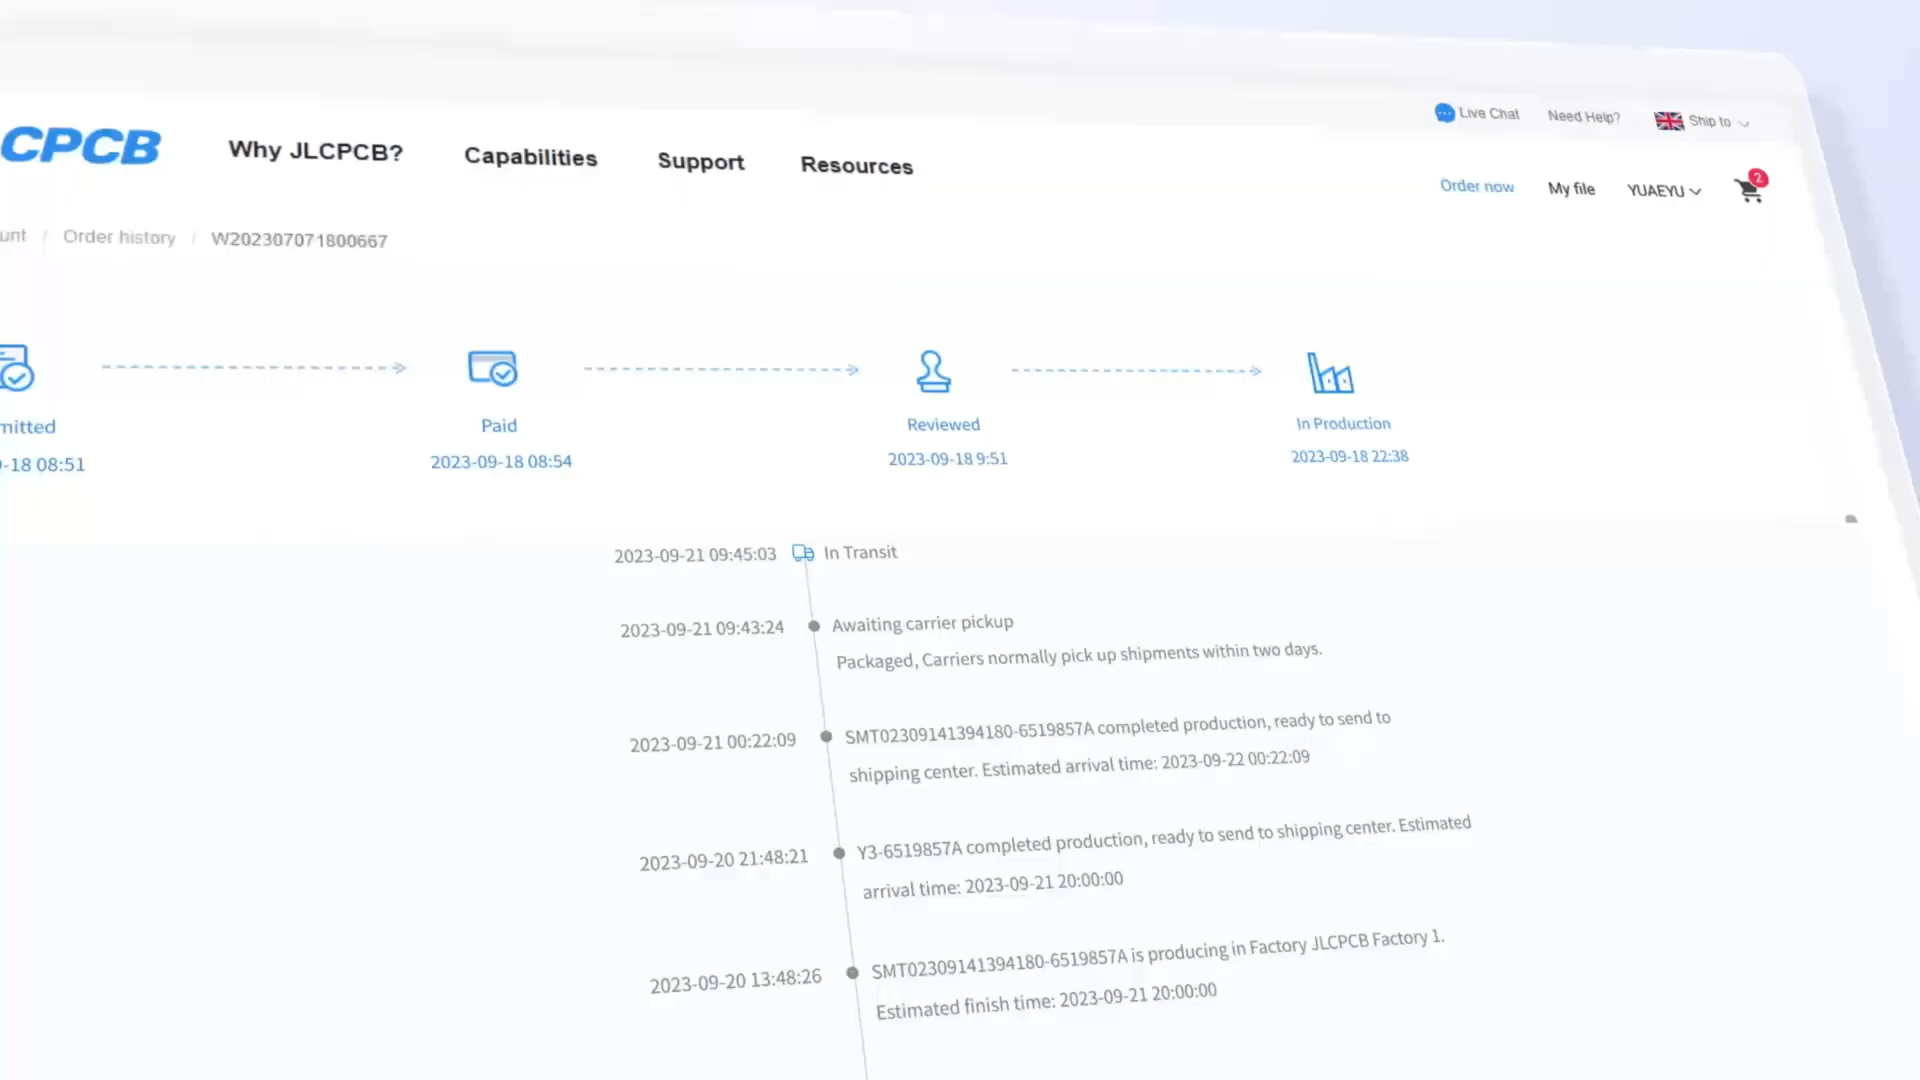 Live Chat Need Help? Ship to
CPCB Why JLCPCB? Capabilities Support Resources Order now My file YUAEYU 2
unt / Order history / W202307071800667
mitted Paid Reviewed In Production
-18 08:51 2023-09-18 08:54 2023-09-18 9:51 2023-09-18 22:38
2023-09-21 09:45:03 In Transit
2023-09-21 09:43:24 Awaiting carrier pickup
Packaged, Carriers normally pick up shipments within two days.
2023-09-21 00:22:09 SMT02309141394180-6519857A completed production, ready to send to
shipping center. Estimated arrival time: 2023-09-22 00:22:09
2023-09-20 21:48:21 Y3-6519857A completed production, ready to send to shipping center. Estimated
arrival time: 2023-09-21 20:00:00
2023-09-20 13:48:26 SMT02309141394180-6519857A is producing in Factory JLCPCB Factory 1.
Estimated finish time: 2023-09-21 20:00:00